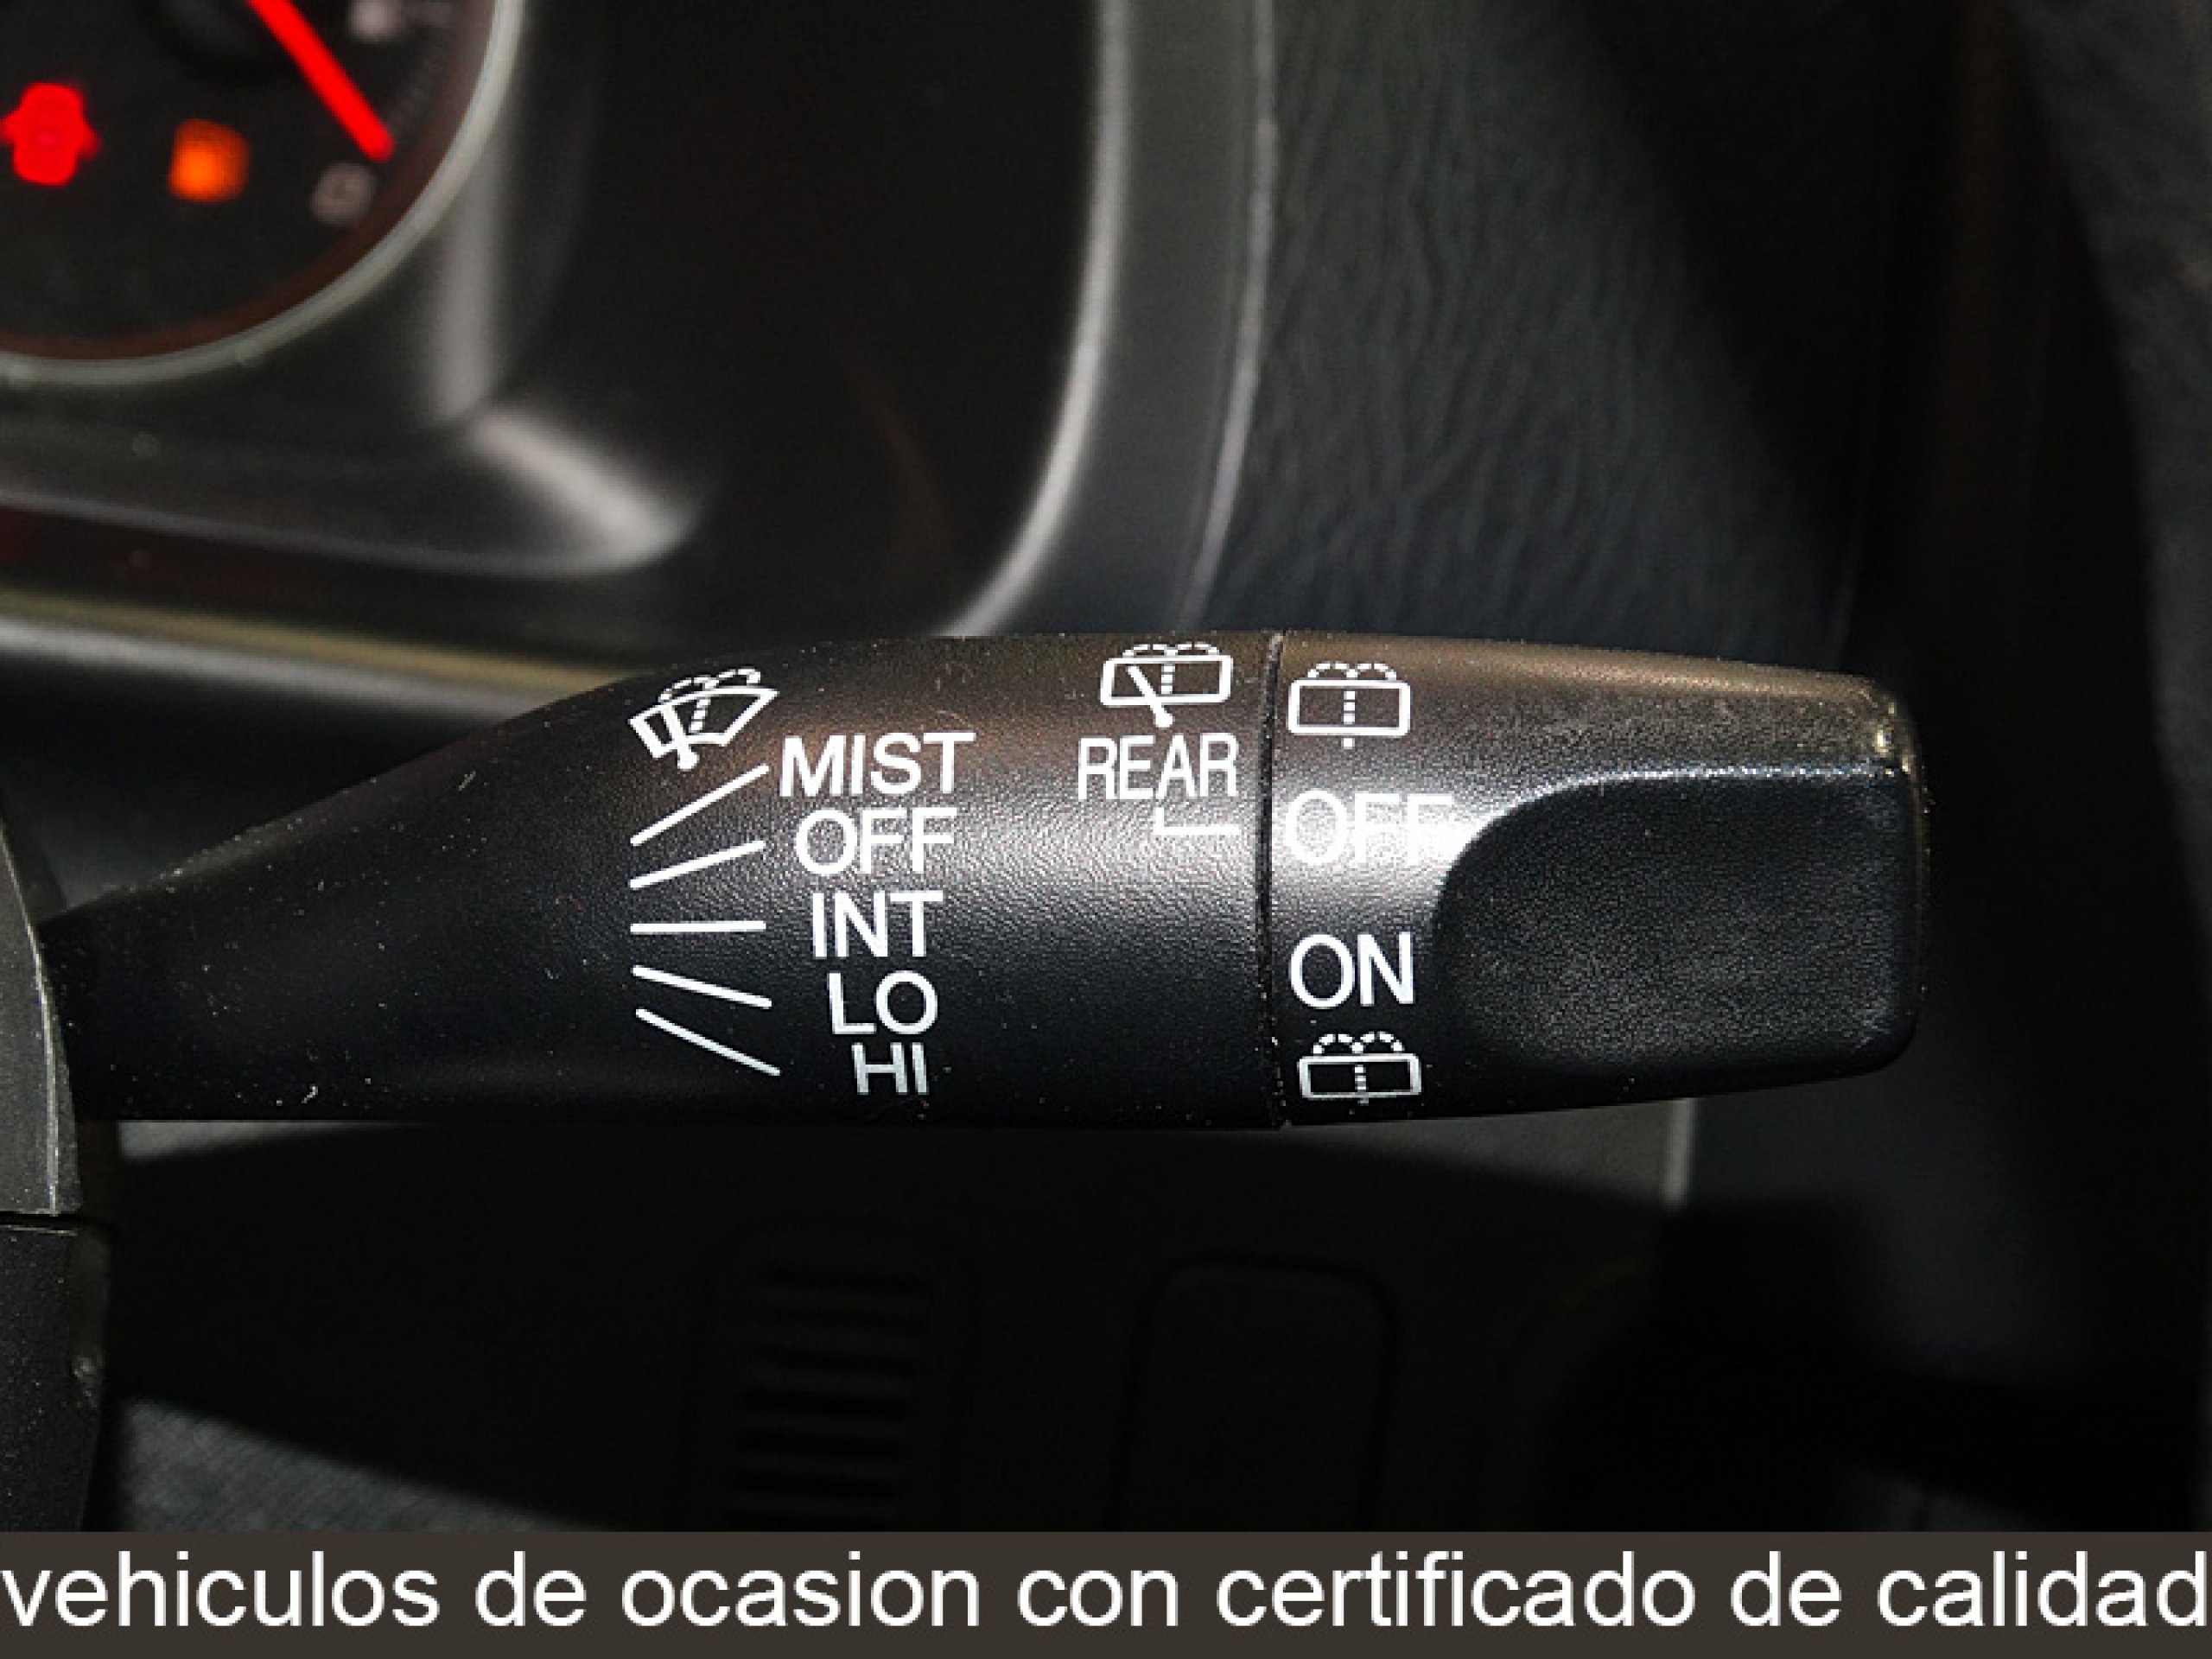 MIST
OFF
INT
LO
HI
REAR
OFF
ON
vehiculos de ocasion con certificado de calidad